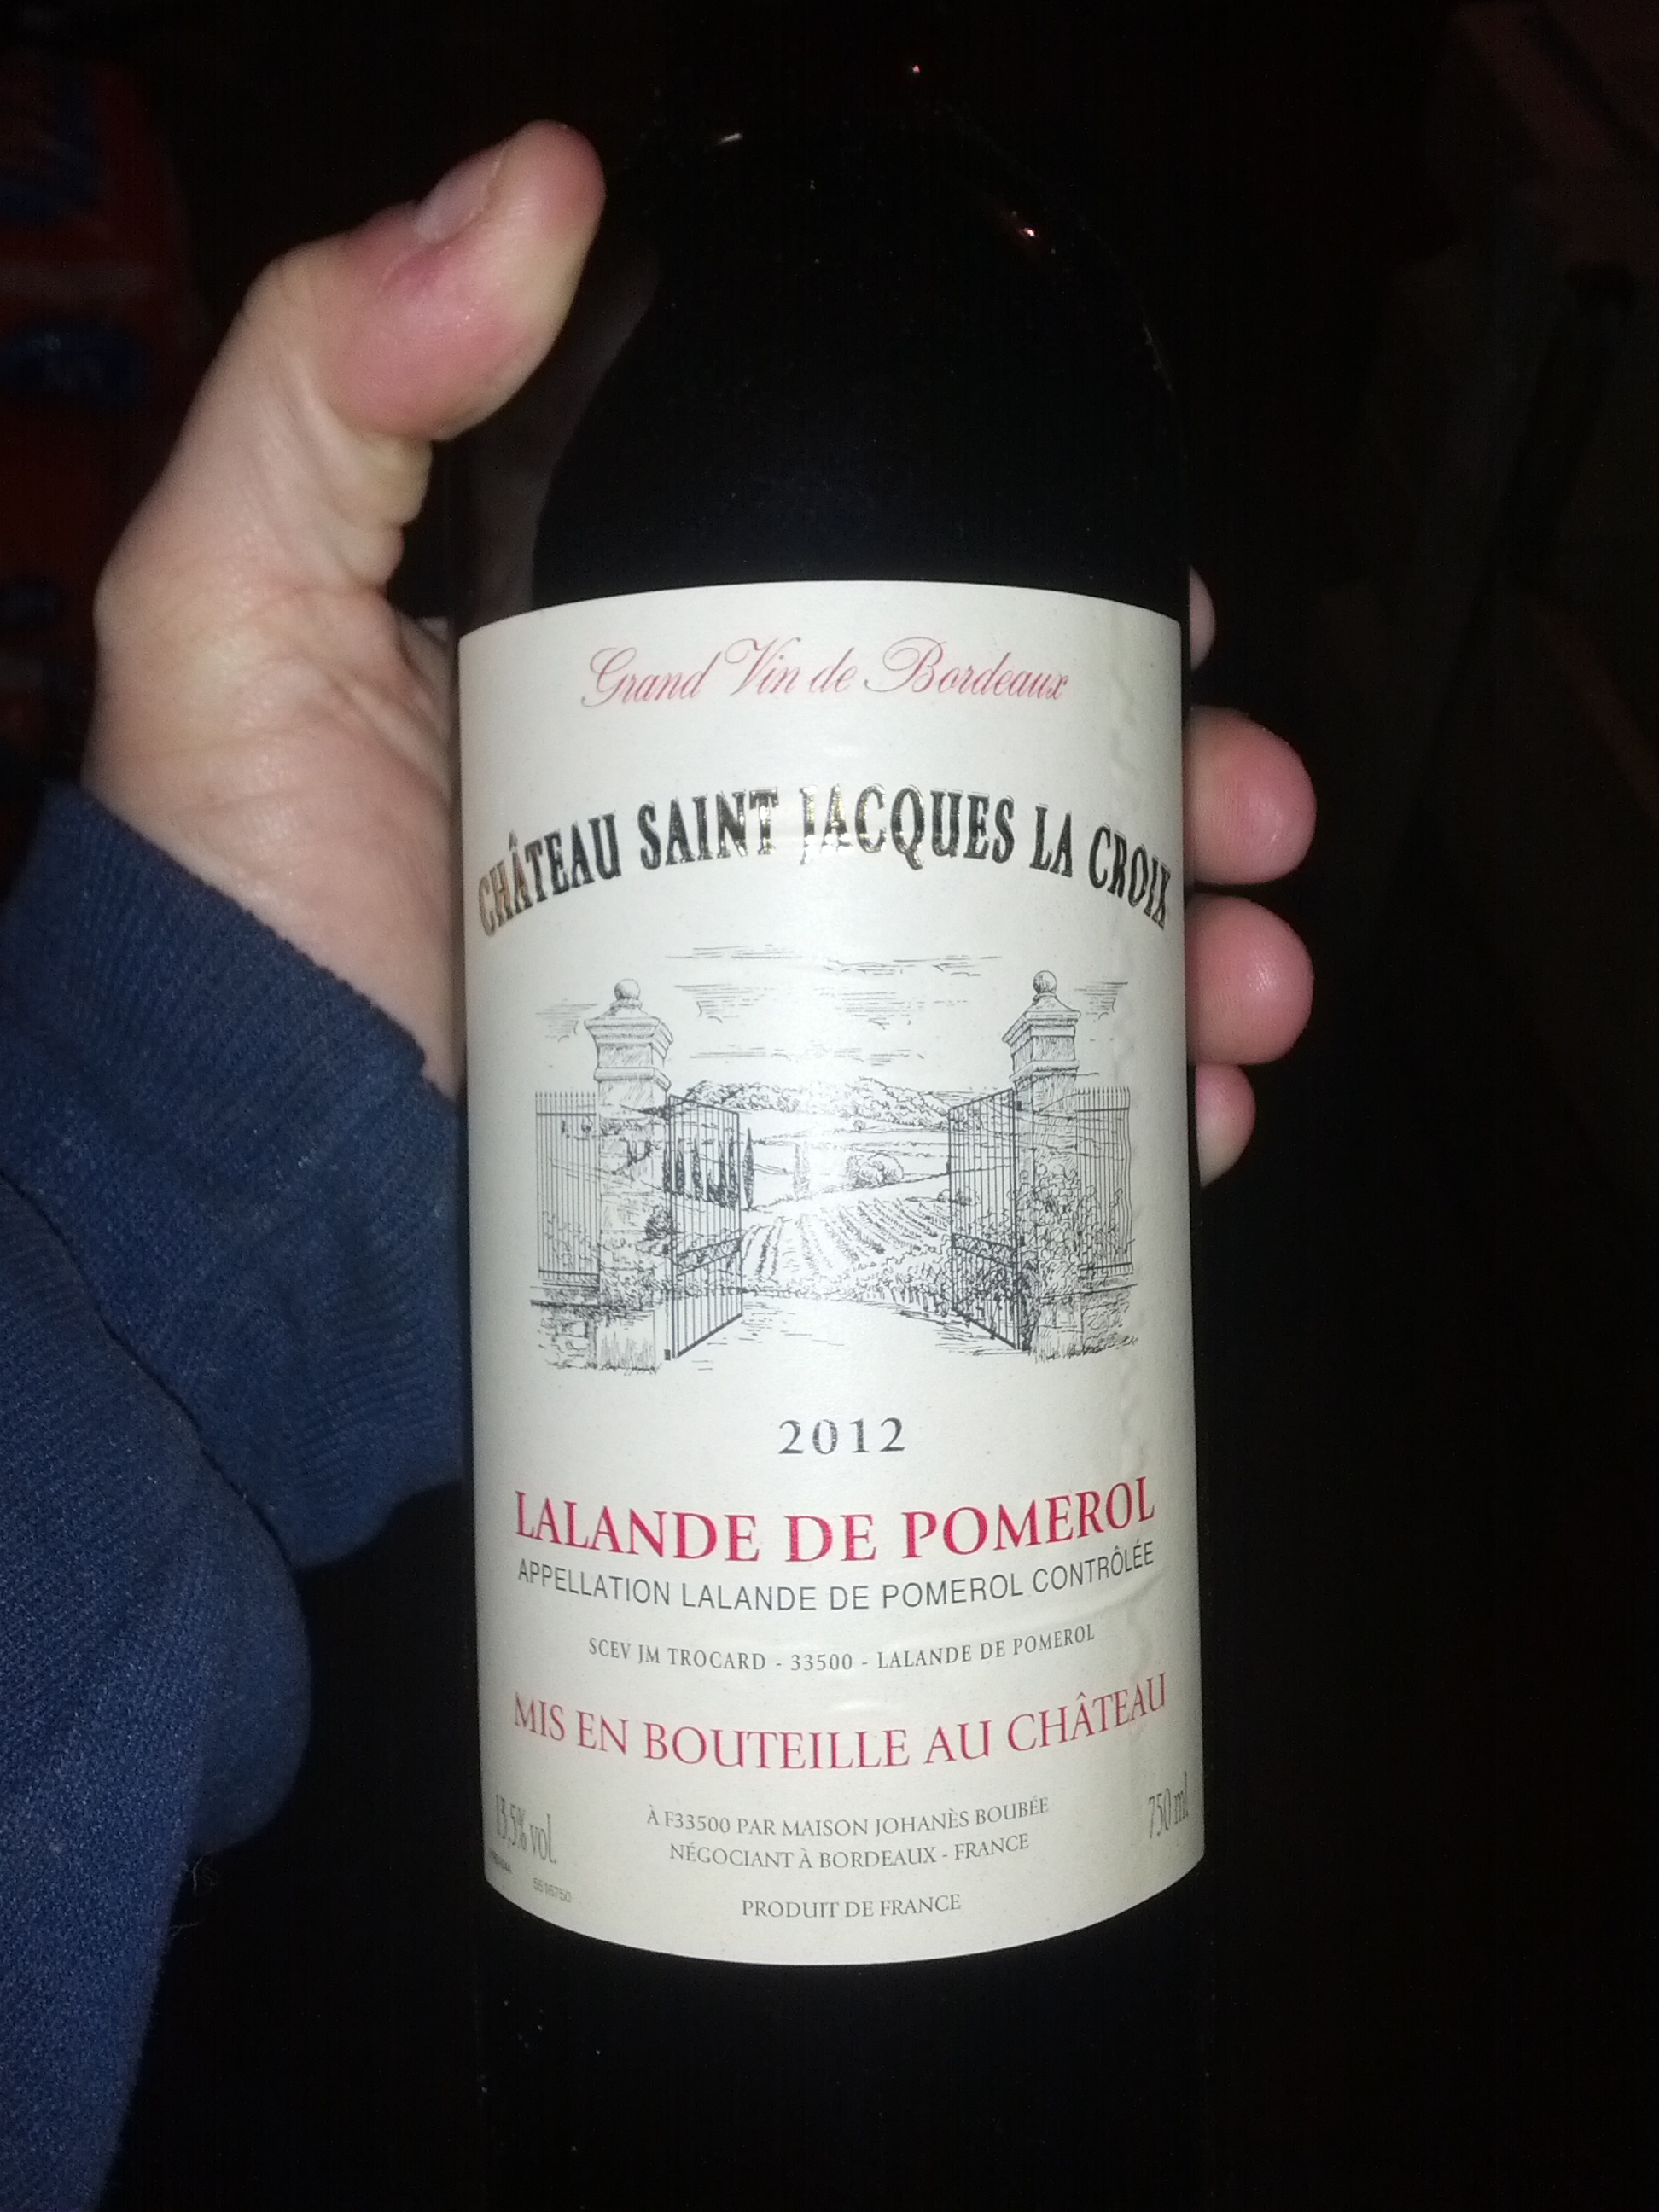 Grand Vin de Bordeaux
CHÂTEAU SAINT JACQUES LA CROIX
2012
LALANDE DE POMEROL
APPELLATION LALANDE DE POMEROL CONTRÔLÉE
SCEV JM TROCARD - 33500 - LALANDE DE POMEROL
MIS EN BOUTEILLE AU CHÂTEAU
13,5% vol.
750 ml
À F33500 PAR MAISON JOHANÈS BOUBÉE
NÉGOCIANT À BORDEAUX - FRANCE
PRODUIT DE FRANCE